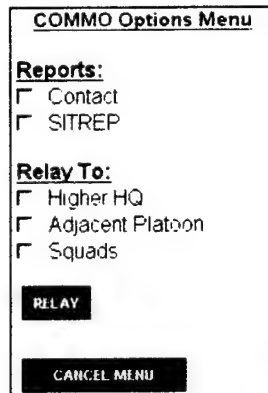 COMMO Options Menu
Reports:
Contact
SITREP
Relay To:
Higher HQ
Adjacent Platoon
Squads
RELAY
CANCEL MENU